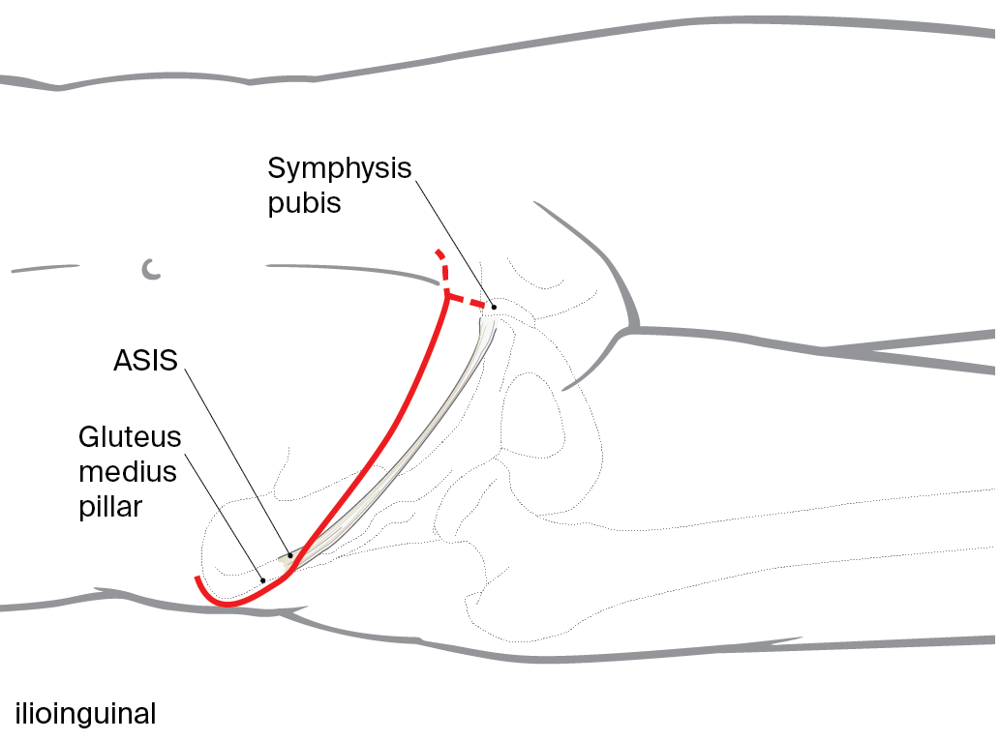 Symphysis
pubis
ASIS
Gluteus
medius
pillar
ilioinguinal